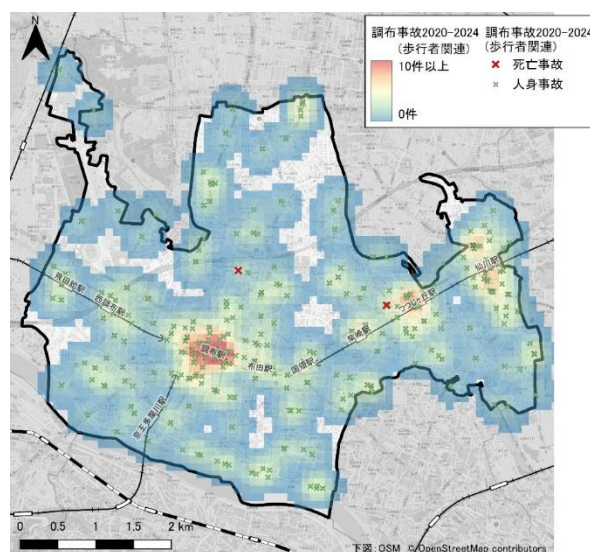 N
調布事故2020-2024
(歩行者関連)
10件以上
0件
調布事故2020-2024
(歩行者関連)
死亡事故
人身事故
飛田給駅
西調布駅
調布駅
布田駅
国領駅
柴崎駅
つつじヶ丘駅
仙川駅
京王多摩川駅
0 0.5 1 1.5 2 km
下図:OSM © OpenStreetMap contributors